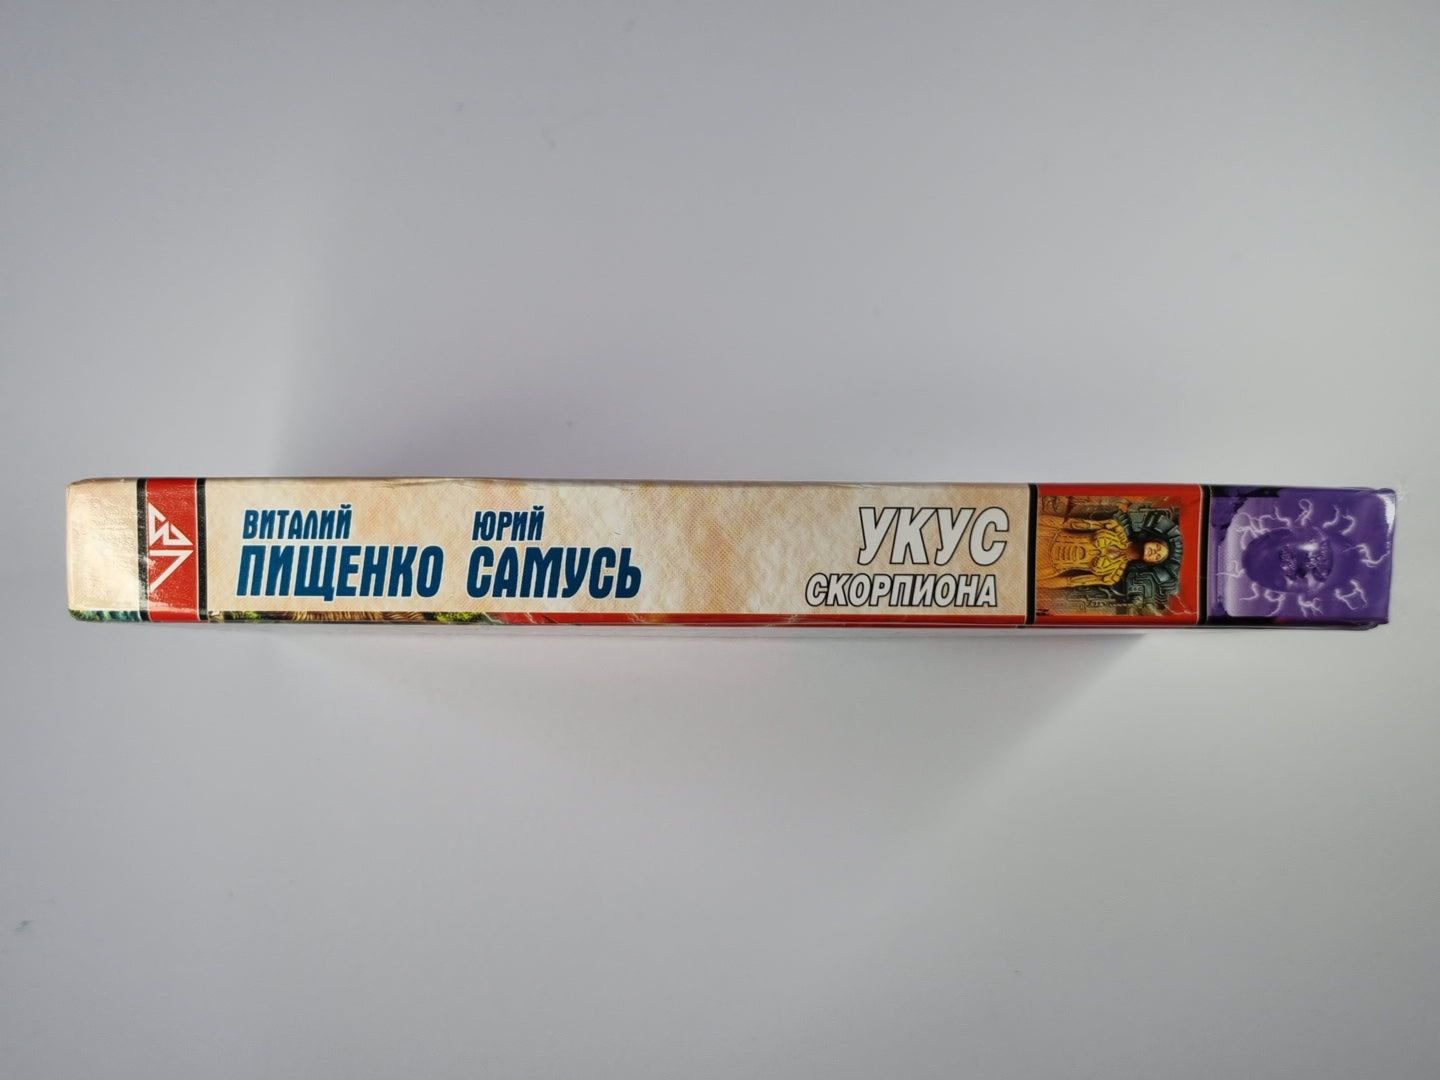 ВИТАЛИЙ
ПИЩЕНКО
ЮРИЙ
САМУСЬ
УКУС
СКОРПИОНА